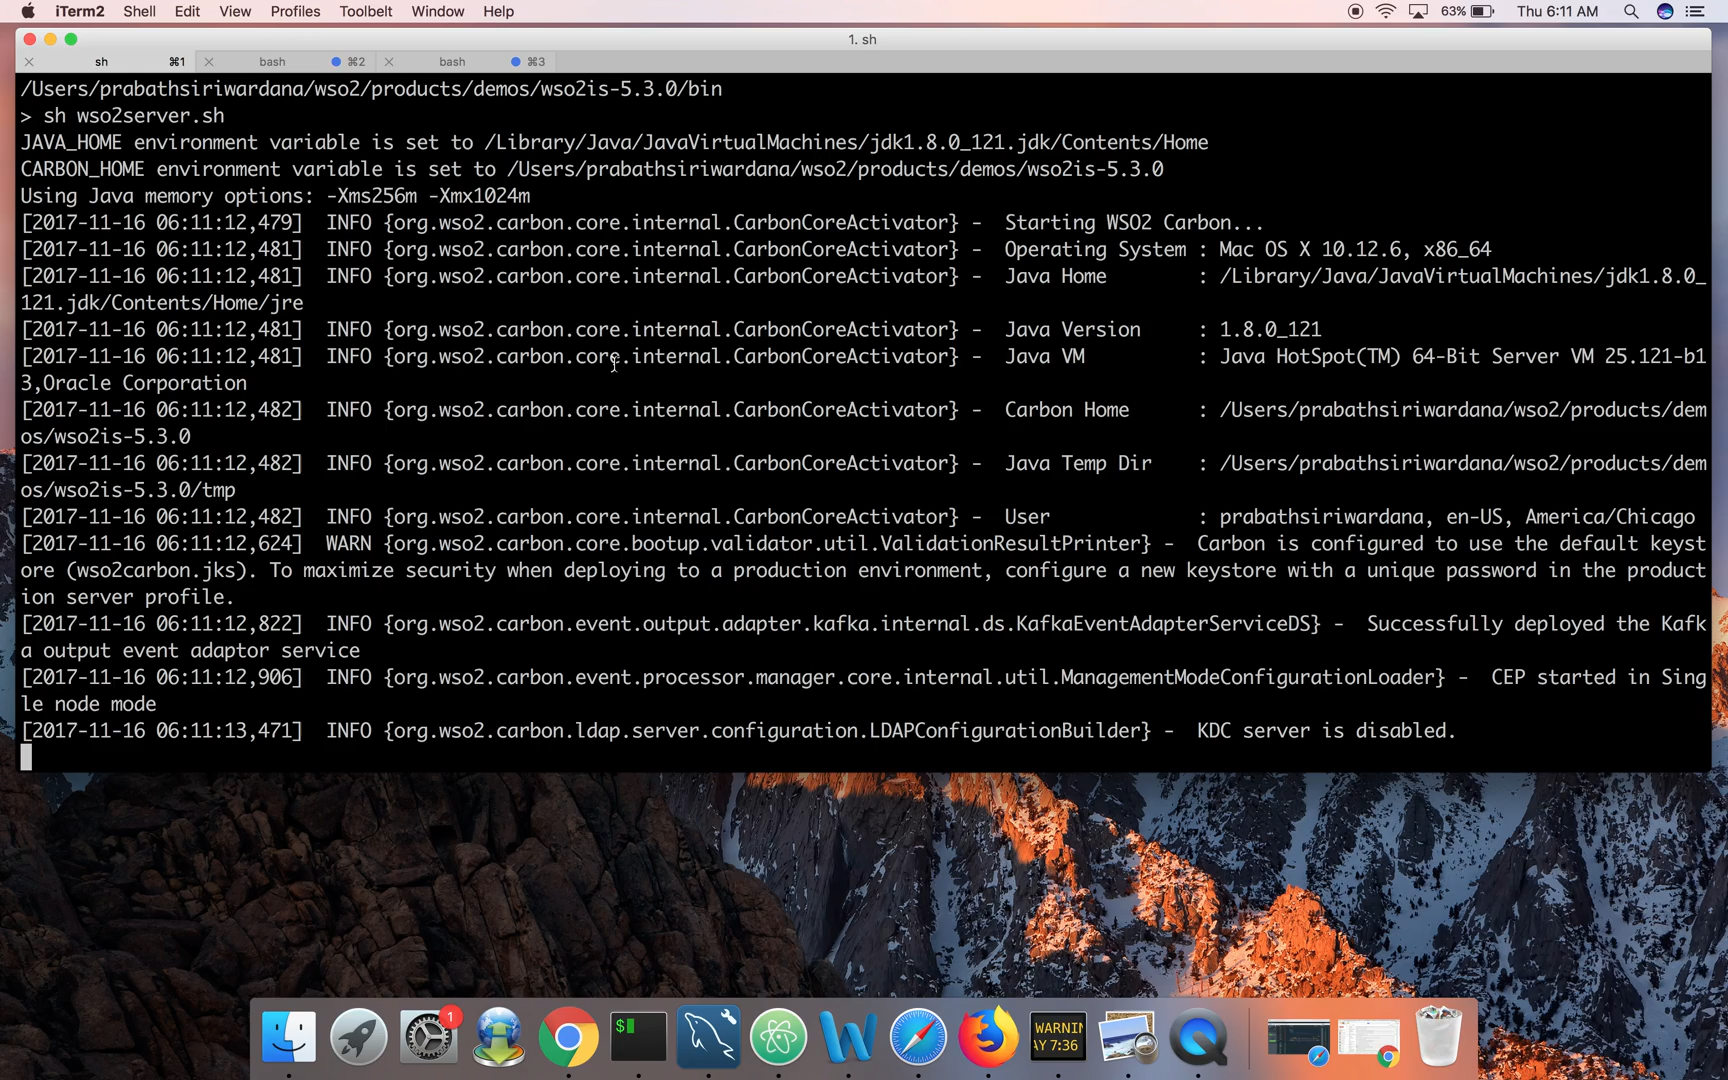 iTerm2 Shell Edit View Profiles Toolbelt Window Help 63% Thu 6:11 AM
1. sh
sh ⌘1 bash ⌘2 bash ⌘3
/Users/prabathsiriwardana/wso2/products/demos/wso2is-5.3.0/bin
> sh wso2server.sh
JAVA_HOME environment variable is set to /Library/Java/JavaVirtualMachines/jdk1.8.0_121.jdk/Contents/Home
CARBON_HOME environment variable is set to /Users/prabathsiriwardana/wso2/products/demos/wso2is-5.3.0
Using Java memory options: -Xms256m -Xmx1024m
[2017-11-16 06:11:12,479]  INFO {org.wso2.carbon.core.internal.CarbonCoreActivator} -  Starting WSO2 Carbon...
[2017-11-16 06:11:12,481]  INFO {org.wso2.carbon.core.internal.CarbonCoreActivator} -  Operating System : Mac OS X 10.12.6, x86_64
[2017-11-16 06:11:12,481]  INFO {org.wso2.carbon.core.internal.CarbonCoreActivator} -  Java Home        : /Library/Java/JavaVirtualMachines/jdk1.8.0_
121.jdk/Contents/Home/jre
[2017-11-16 06:11:12,481]  INFO {org.wso2.carbon.core.internal.CarbonCoreActivator} -  Java Version     : 1.8.0_121
[2017-11-16 06:11:12,481]  INFO {org.wso2.carbon.core.internal.CarbonCoreActivator} -  Java VM          : Java HotSpot(TM) 64-Bit Server VM 25.121-b1
3,Oracle Corporation
[2017-11-16 06:11:12,482]  INFO {org.wso2.carbon.core.internal.CarbonCoreActivator} -  Carbon Home      : /Users/prabathsiriwardana/wso2/products/dem
os/wso2is-5.3.0
[2017-11-16 06:11:12,482]  INFO {org.wso2.carbon.core.internal.CarbonCoreActivator} -  Java Temp Dir    : /Users/prabathsiriwardana/wso2/products/dem
os/wso2is-5.3.0/tmp
[2017-11-16 06:11:12,482]  INFO {org.wso2.carbon.core.internal.CarbonCoreActivator} -  User             : prabathsiriwardana, en-US, America/Chicago
[2017-11-16 06:11:12,624]  WARN {org.wso2.carbon.core.bootup.validator.util.ValidationResultPrinter} -  Carbon is configured to use the default keyst
ore (wso2carbon.jks). To maximize security when deploying to a production environment, configure a new keystore with a unique password in the product
ion server profile.
[2017-11-16 06:11:12,822]  INFO {org.wso2.carbon.event.output.adapter.kafka.internal.ds.KafkaEventAdapterServiceDS} -  Successfully deployed the Kafk
a output event adaptor service
[2017-11-16 06:11:12,906]  INFO {org.wso2.carbon.event.processor.manager.core.internal.util.ManagementModeConfigurationLoader} -  CEP started in Sing
le node mode
[2017-11-16 06:11:13,471]  INFO {org.wso2.carbon.ldap.server.configuration.LDAPConfigurationBuilder} -  KDC server is disabled.
1
$
WARNIN
AY 7:36